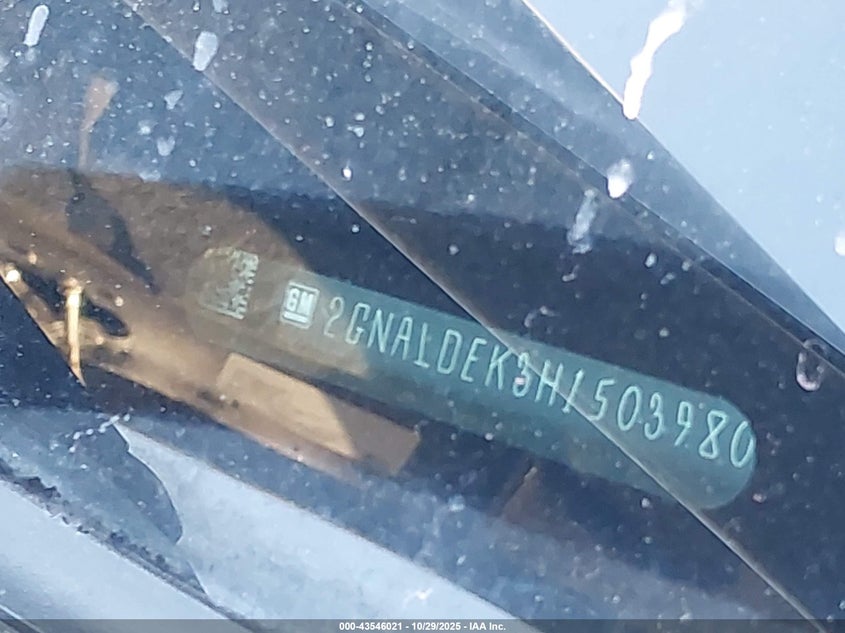 GM 2GNALDEK3H1503980
000-43546021 - 10/29/2025 - IAA Inc.